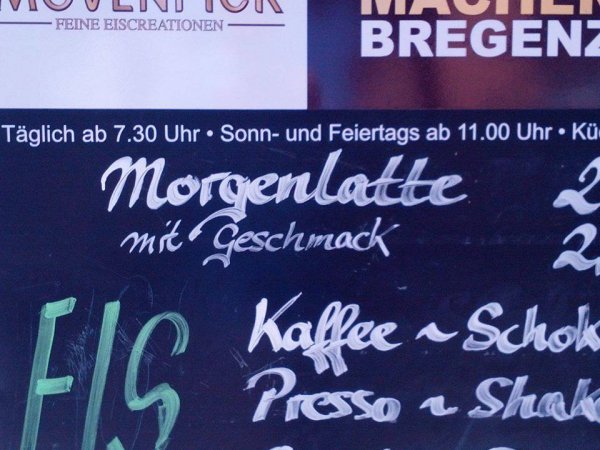 MÖVENPICK
FEINE EISCREATIONEN
BREGENZ
Täglich ab 7.30 Uhr • Sonn- und Feiertags ab 11.00 Uhr •
Morgenlatte
mit Geschmack
EIS
Kaffee ~
Presso ~